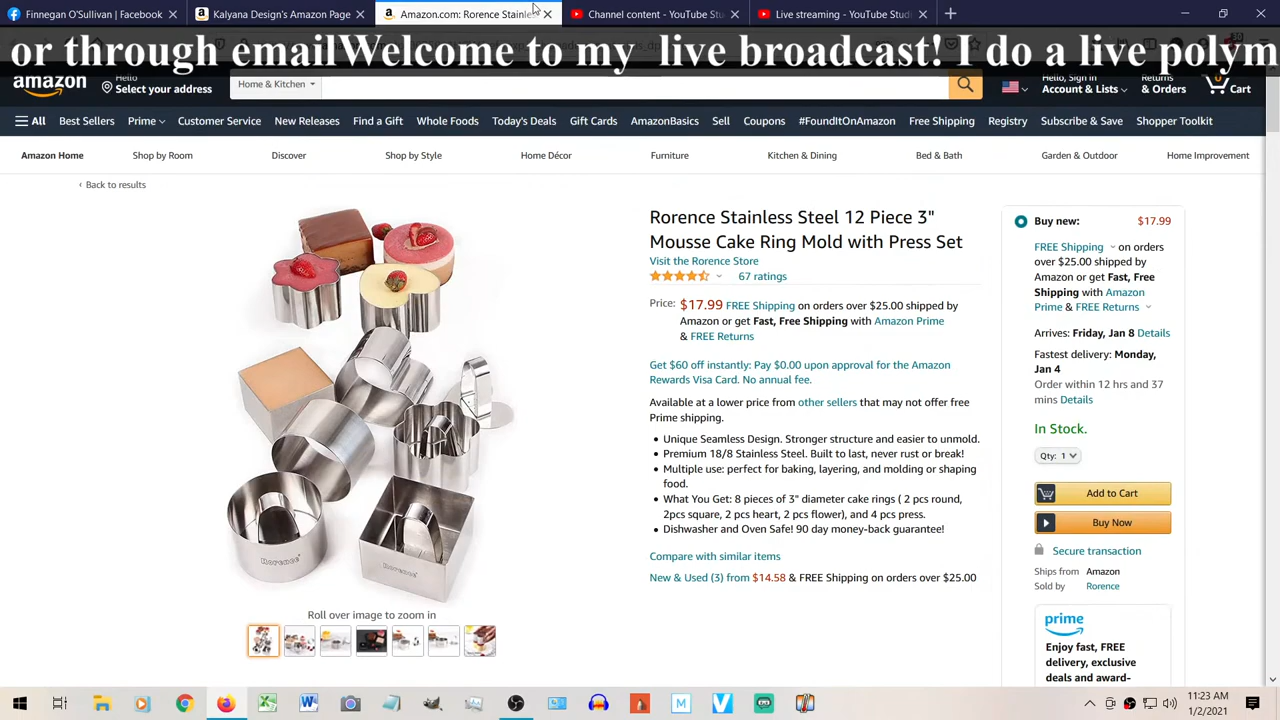 Finnegan O'Sullivan | Facebook
Kalyana Design's Amazon Page
Amazon.com: Rorence Stainles
Channel content - YouTube Stu
Live streaming - YouTube Studi
or through emailWelcome to my live broadcast! I do a live polym
amazon
Hello
Select your address
Home & Kitchen
Hello, Sign in
Account & Lists
Returns
& Orders
0
Cart
All
Best Sellers
Prime
Customer Service
New Releases
Find a Gift
Whole Foods
Today's Deals
Gift Cards
AmazonBasics
Sell
Coupons
#FoundItOnAmazon
Free Shipping
Registry
Subscribe & Save
Shopper Toolkit
Amazon Home
Shop by Room
Discover
Shop by Style
Home Décor
Furniture
Kitchen & Dining
Bed & Bath
Garden & Outdoor
Home Improvement
‹ Back to results
Rorence
Rorence
Roll over image to zoom in
Rorence Stainless Steel 12 Piece 3"
Mousse Cake Ring Mold with Press Set
Visit the Rorence Store
67 ratings
Price: $17.99 FREE Shipping on orders over $25.00 shipped by
Amazon or get Fast, Free Shipping with Amazon Prime
& FREE Returns
Get $60 off instantly: Pay $0.00 upon approval for the Amazon
Rewards Visa Card. No annual fee.
Available at a lower price from other sellers that may not offer free
Prime shipping.
• Unique Seamless Design. Stronger structure and easier to unmold.
• Premium 18/8 Stainless Steel. Built to last, never rust or break!
• Multiple use: perfect for baking, layering, and molding or shaping
food.
• What You Get: 8 pieces of 3" diameter cake rings ( 2 pcs round,
2pcs square, 2 pcs heart, 2 pcs flower), and 4 pcs press.
• Dishwasher and Oven Safe! 90 day money-back guarantee!
Compare with similar items
New & Used (3) from $14.58 & FREE Shipping on orders over $25.00
Buy new: $17.99
FREE Shipping on orders
over $25.00 shipped by
Amazon or get Fast, Free
Shipping with Amazon
Prime & FREE Returns
Arrives: Friday, Jan 8 Details
Fastest delivery: Monday,
Jan 4
Order within 12 hrs and 37
mins Details
In Stock.
Qty: 1
Add to Cart
Buy Now
Secure transaction
Ships from Amazon
Sold by Rorence
prime
Enjoy fast, FREE
delivery, exclusive
deals and award-
11:23 AM
1/2/2021